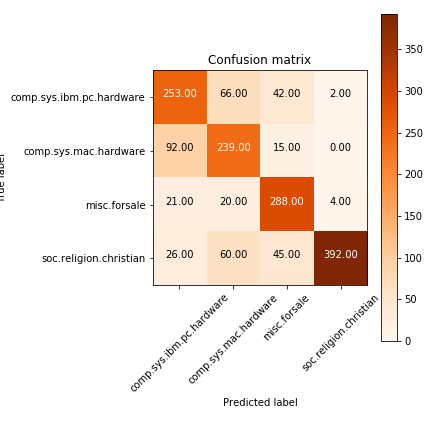 Confusion matrix
comp.sys.ibm.pc.hardware 253.00 66.00 42.00 2.00
comp.sys.mac.hardware 92.00 239.00 15.00 0.00
misc.forsale 21.00 20.00 288.00 4.00
soc.religion.christian 26.00 60.00 45.00 392.00
comp.sys.ibm.pc.hardware
comp.sys.mac.hardware
misc.forsale
soc.religion.christian
Predicted label
label
350
300
250
200
150
100
50
0